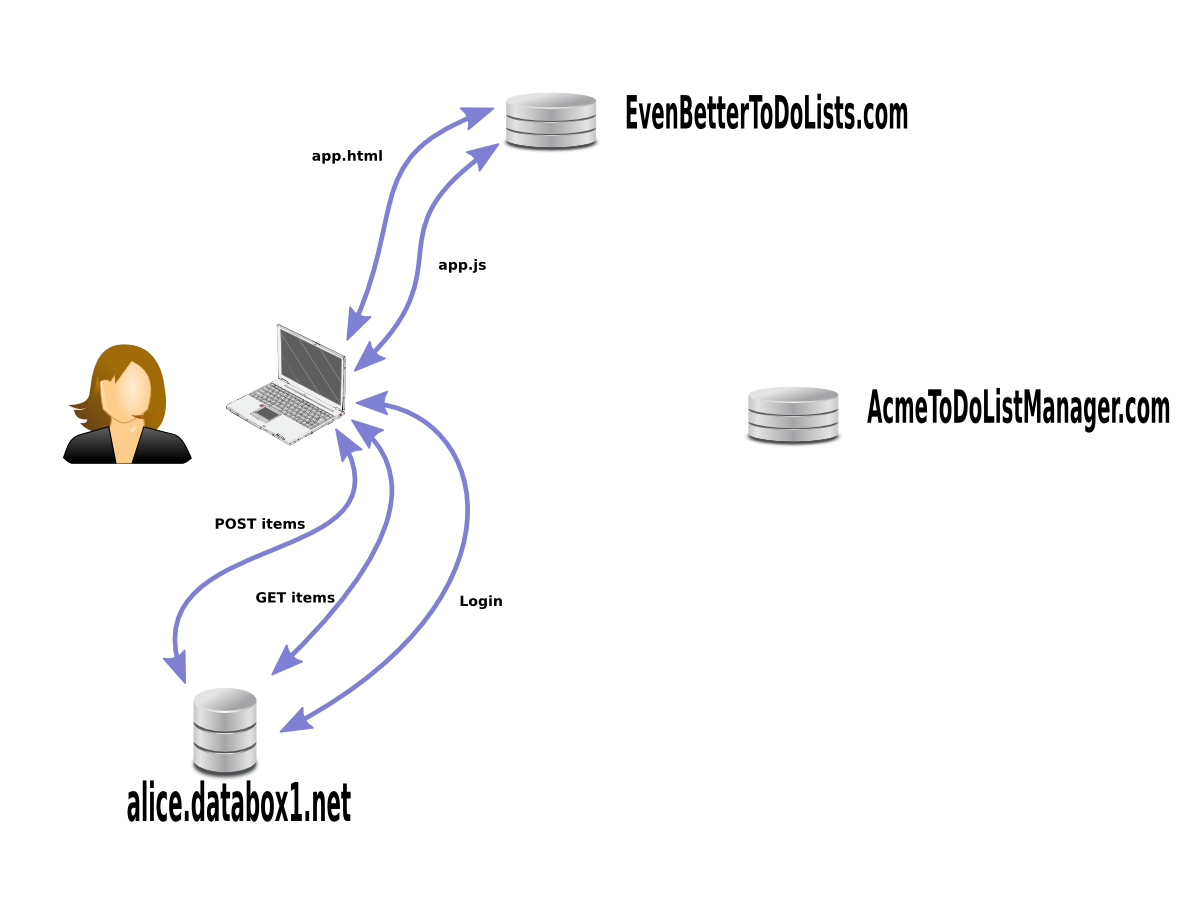 EvenBetterToDoLists.com
app.html
app.js
AcmeToDoListManager.com
POST items
GET items
Login
alice.databox1.net